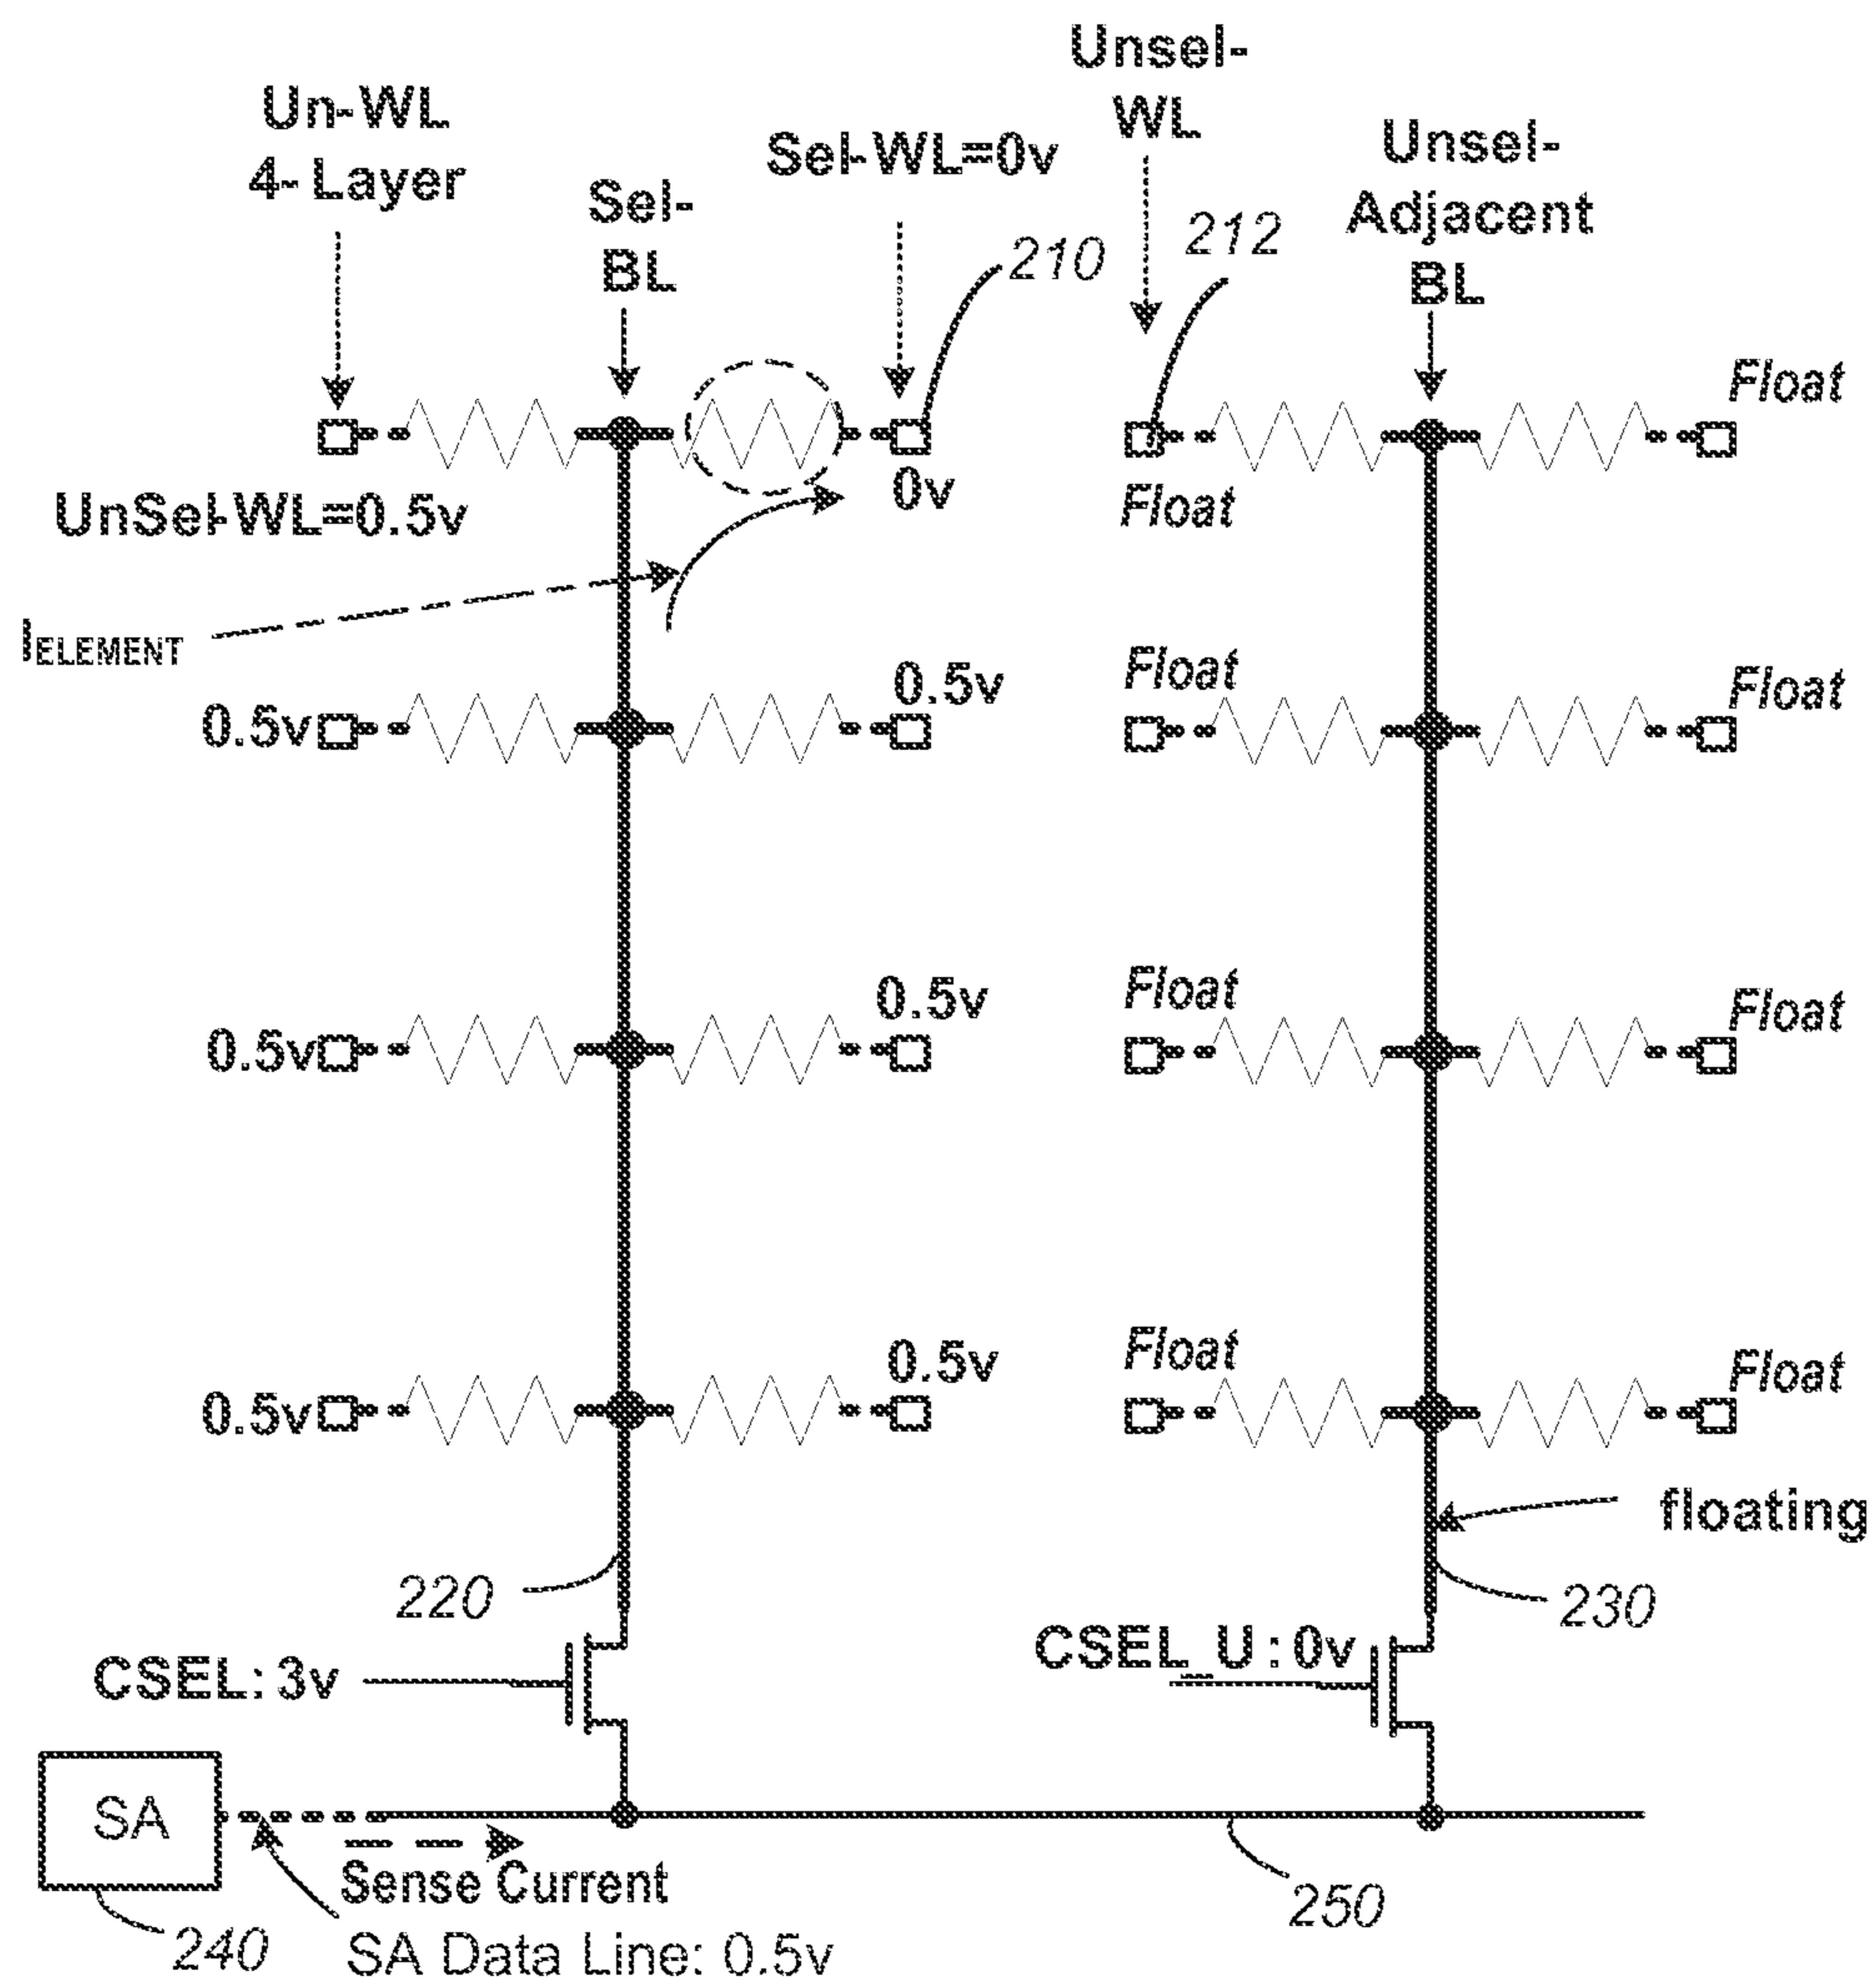 Un-WL
4-Layer
Sel-
BL
Sel-WL=0v
210
Unsel-
WL
212
Unsel-
Adjacent
BL
Float
UnSel-WL=0.5v
0v
Float
IELEMENT
0.5v
0.5v
Float
Float
0.5v
0.5v
Float
Float
0.5v
0.5v
Float
Float
floating
220
230
CSEL: 3v
CSEL_U : 0v
SA
Sense Current
240
SA Data Line: 0.5v
250